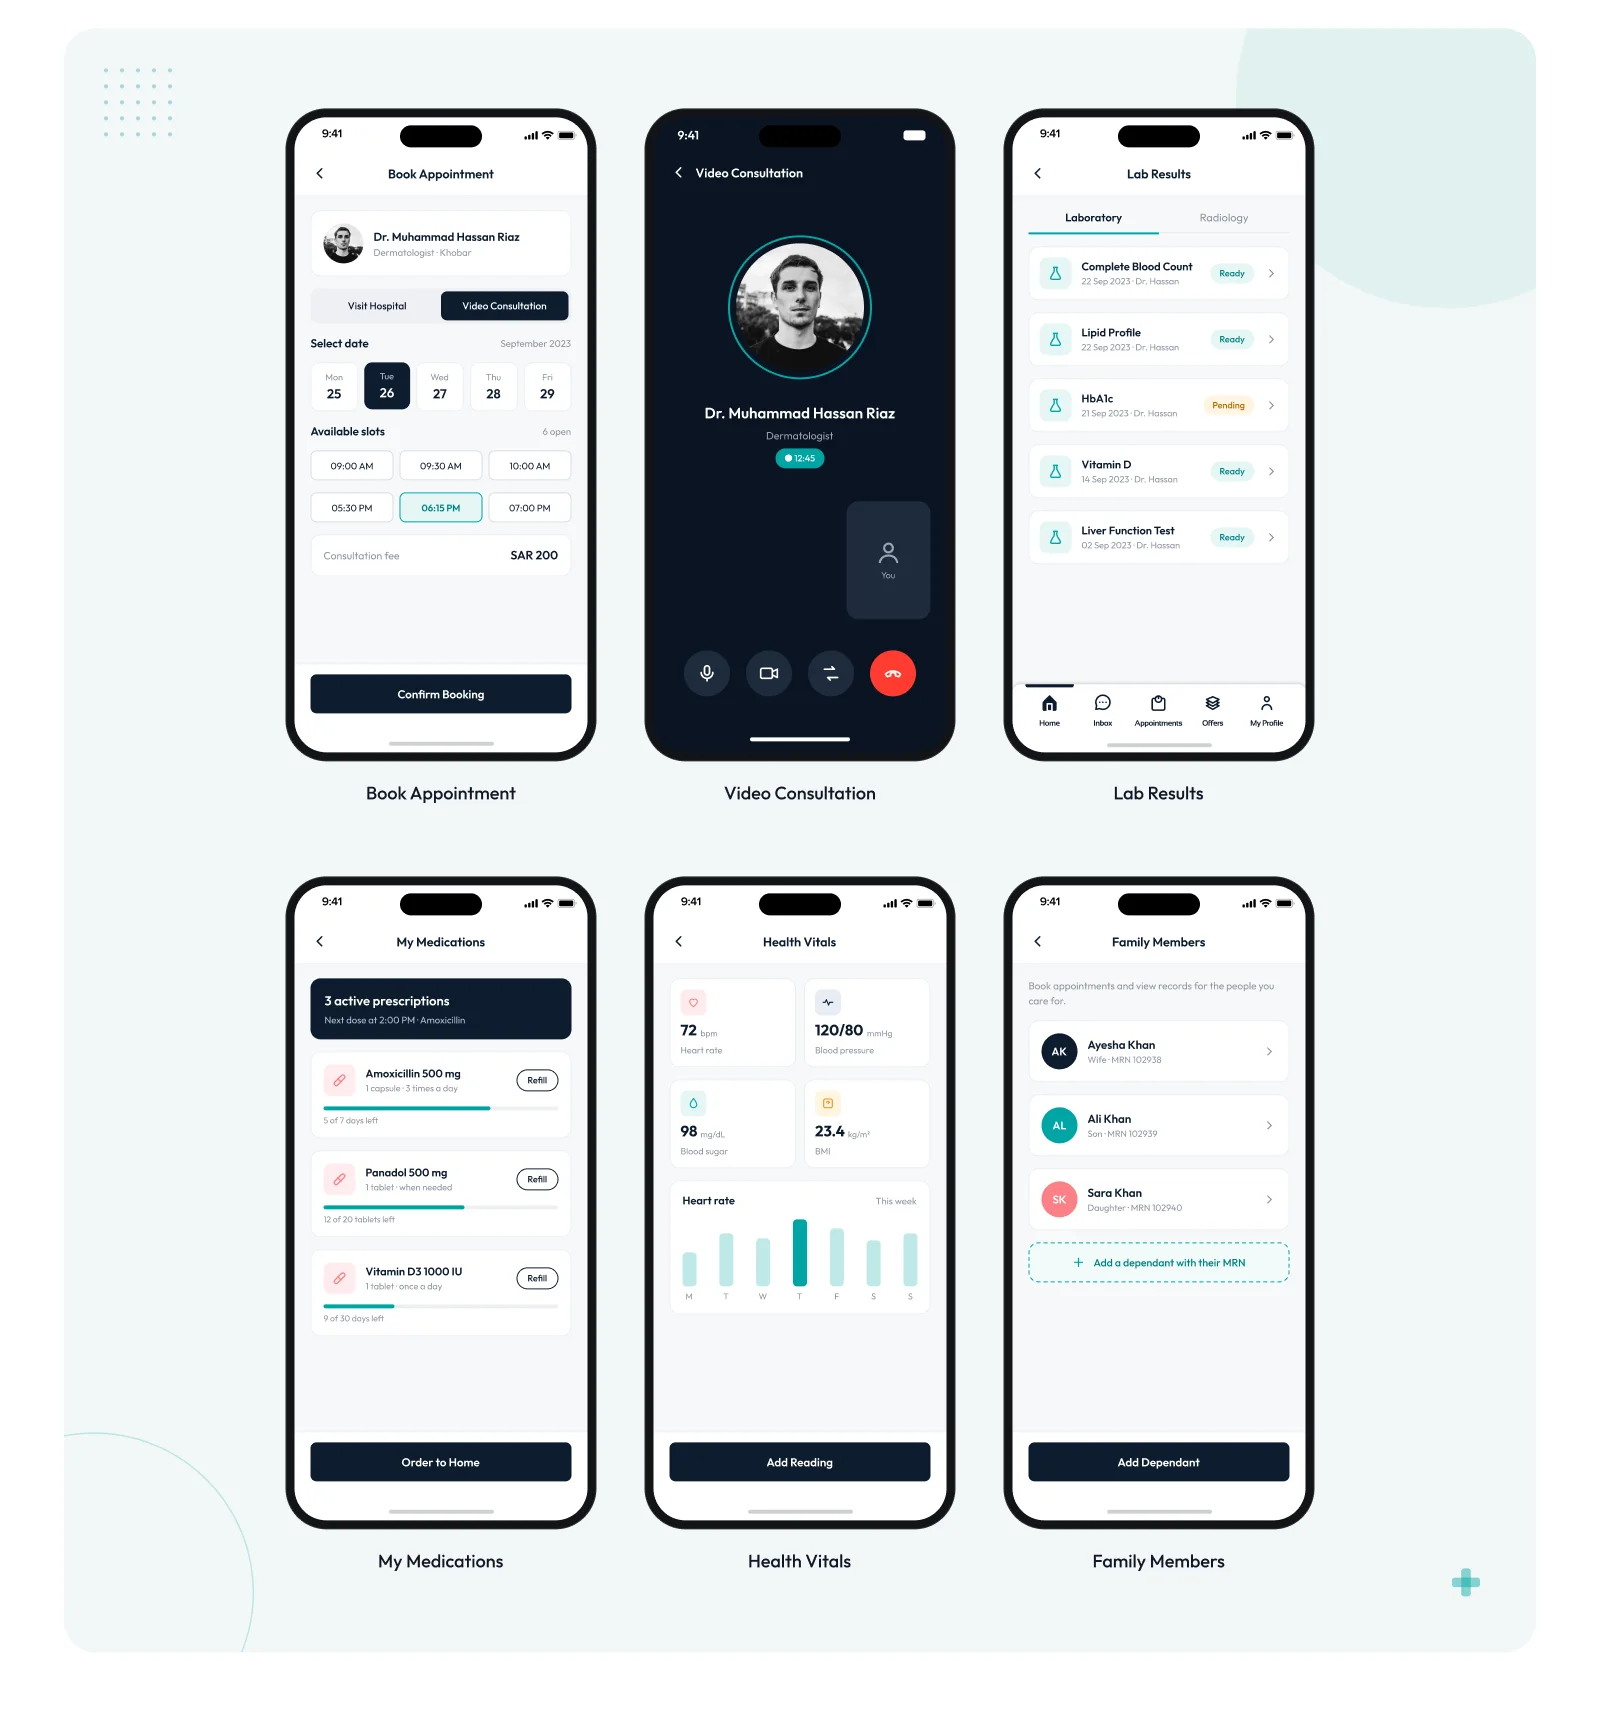 9:41
Book Appointment
Dr. Muhammad Hassan Riaz
Dermatologist · Khobar
Visit Hospital
Video Consultation
Select date
September 2023
Mon
Tue
Wed
Thu
Fri
25
26
27
28
29
Available slots
6 open
09:00 AM
09:30 AM
10:00 AM
05:30 PM
06:15 PM
07:00 PM
Consultation fee
SAR 200
Confirm Booking
Book Appointment
9:41
Video Consultation
Dr. Muhammad Hassan Riaz
Dermatologist
12:45
You
Video Consultation
9:41
Lab Results
Laboratory
Radiology
Complete Blood Count
22 Sep 2023 · Dr. Hassan
Ready
Lipid Profile
22 Sep 2023 · Dr. Hassan
Ready
HbA1c
21 Sep 2023 · Dr. Hassan
Pending
Vitamin D
14 Sep 2023 · Dr. Hassan
Ready
Liver Function Test
02 Sep 2023 · Dr. Hassan
Ready
Home
Inbox
Appointments
Offers
My Profile
Lab Results
9:41
My Medications
3 active prescriptions
Next dose at 2:00 PM · Amoxicillin
Amoxicillin 500 mg
1 capsule · 3 times a day
Refill
5 of 7 days left
Panadol 500 mg
1 tablet · when needed
Refill
12 of 20 tablets left
Vitamin D3 1000 IU
1 tablet · once a day
Refill
9 of 30 days left
Order to Home
My Medications
9:41
Health Vitals
72 bpm
Heart rate
120/80 mmHg
Blood pressure
98 mg/dL
Blood sugar
23.4 kg/m²
BMI
Heart rate
This week
M
T
W
T
F
S
S
Add Reading
Health Vitals
9:41
Family Members
Book appointments and view records for the people you
care for.
AK
Ayesha Khan
Wife · MRN 102938
AL
Ali Khan
Son · MRN 102939
SK
Sara Khan
Daughter · MRN 102940
+ Add a dependant with their MRN
Add Dependant
Family Members